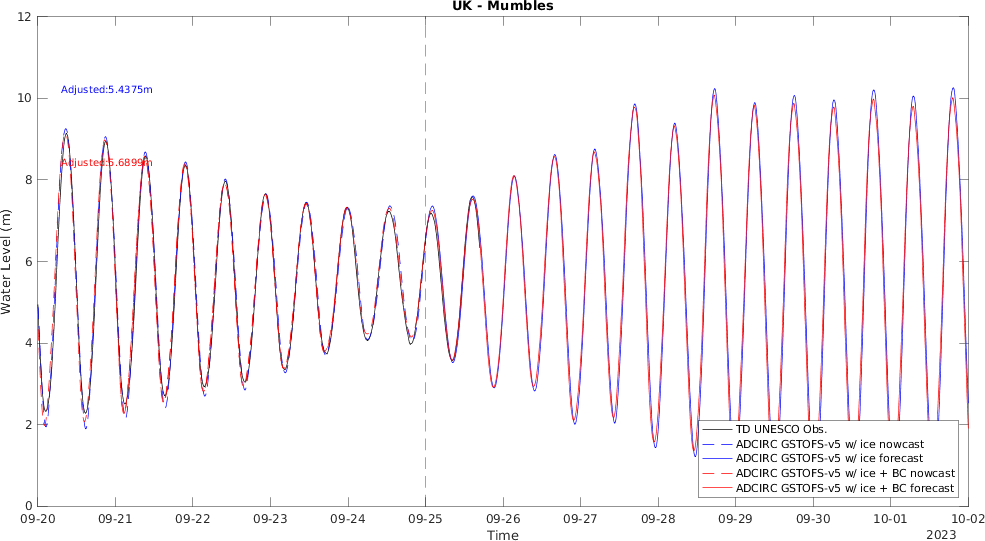 UK - Mumbles
12
10
8
6
4
2
0
Water Level (m)
Adjusted:5.4375m
Adjusted:5.6899m
TD UNESCO Obs.
ADCIRC GSTOFS-v5 w/ ice nowcast
ADCIRC GSTOFS-v5 w/ ice forecast
ADCIRC GSTOFS-v5 w/ ice + BC nowcast
ADCIRC GSTOFS-v5 w/ ice + BC forecast
09-20 09-21 09-22 09-23 09-24 09-25 09-26 09-27 09-28 09-29 09-30 10-01 10-02
Time
2023